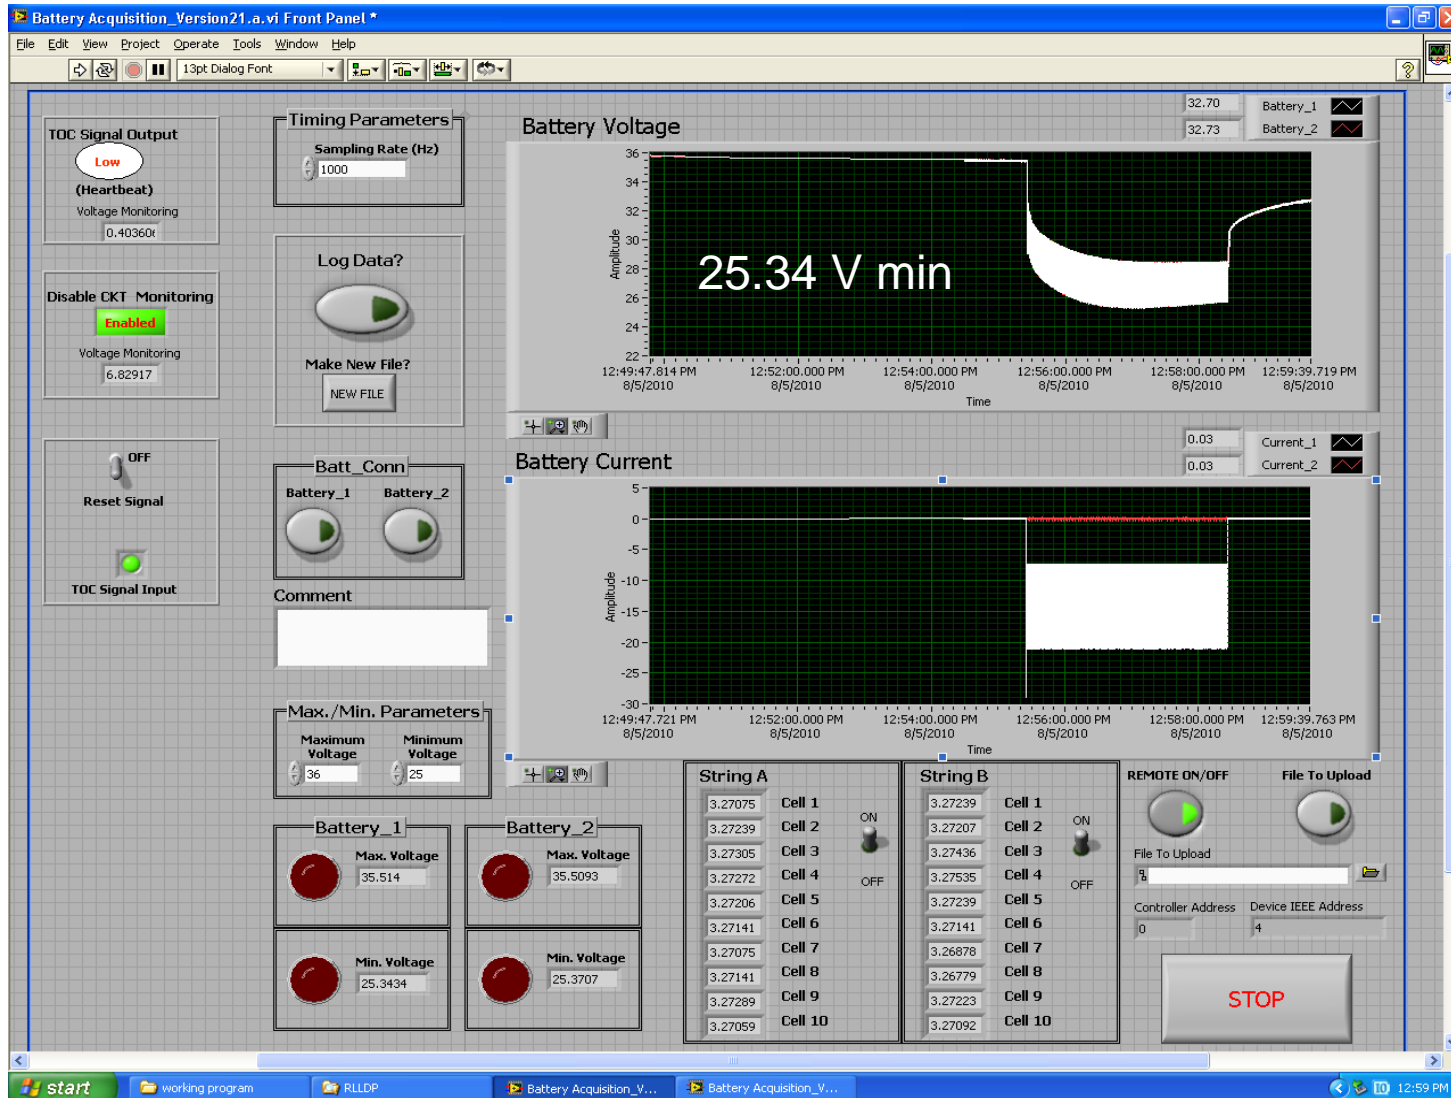 Battery Acquisition_Version21.a.vi Front Panel *
File Edit View Project Operate Tools Window Help
13pt Dialog Font
TOC Signal Output
Low
(Heartbeat)
Voltage Monitoring
0.40360
Disable CKT Monitoring
Enabled
Voltage Monitoring
6.82917
OFF
Reset Signal
TOC Signal Input
Timing Parameters
Sampling Rate (Hz)
1000
Log Data?
Make New File?
NEW FILE
Batt_Conn
Battery_1 Battery_2
Comment
Max./Min. Parameters
Maximum Voltage
36
Minimum Voltage
25
Battery_1
Max. Voltage
35.514
Min. Voltage
25.3434
Battery_2
Max. Voltage
35.5093
Min. Voltage
25.3707
Battery Voltage
32.70 Battery_1
32.73 Battery_2
Amplitude
36
34
32
30
28
26
24
22
25.34 V min
12:49:47.814 PM 12:52:00.000 PM 12:54:00.000 PM 12:56:00.000 PM 12:58:00.000 PM 12:59:39.719 PM
8/5/2010 8/5/2010 8/5/2010 8/5/2010 8/5/2010 8/5/2010
Time
Battery Current
0.03 Current_1
0.03 Current_2
Amplitude
5
0
-5
-10
-15
-20
-25
-30
12:49:47.721 PM 12:52:00.000 PM 12:54:00.000 PM 12:56:00.000 PM 12:58:00.000 PM 12:59:39.763 PM
8/5/2010 8/5/2010 8/5/2010 8/5/2010 8/5/2010 8/5/2010
Time
String A
3.27075 Cell 1
3.27239 Cell 2
3.27305 Cell 3
3.27272 Cell 4
3.27206 Cell 5
3.27141 Cell 6
3.27075 Cell 7
3.27141 Cell 8
3.27289 Cell 9
3.27059 Cell 10
ON
OFF
String B
3.27239 Cell 1
3.27207 Cell 2
3.27436 Cell 3
3.27535 Cell 4
3.27239 Cell 5
3.27141 Cell 6
3.26878 Cell 7
3.26779 Cell 8
3.27223 Cell 9
3.27092 Cell 10
ON
OFF
REMOTE ON/OFF File To Upload
File To Upload
Controller Address Device IEEE Address
0 4
STOP
start working program RLLDP Battery Acquisition_V... Battery Acquisition_V... 12:59 PM